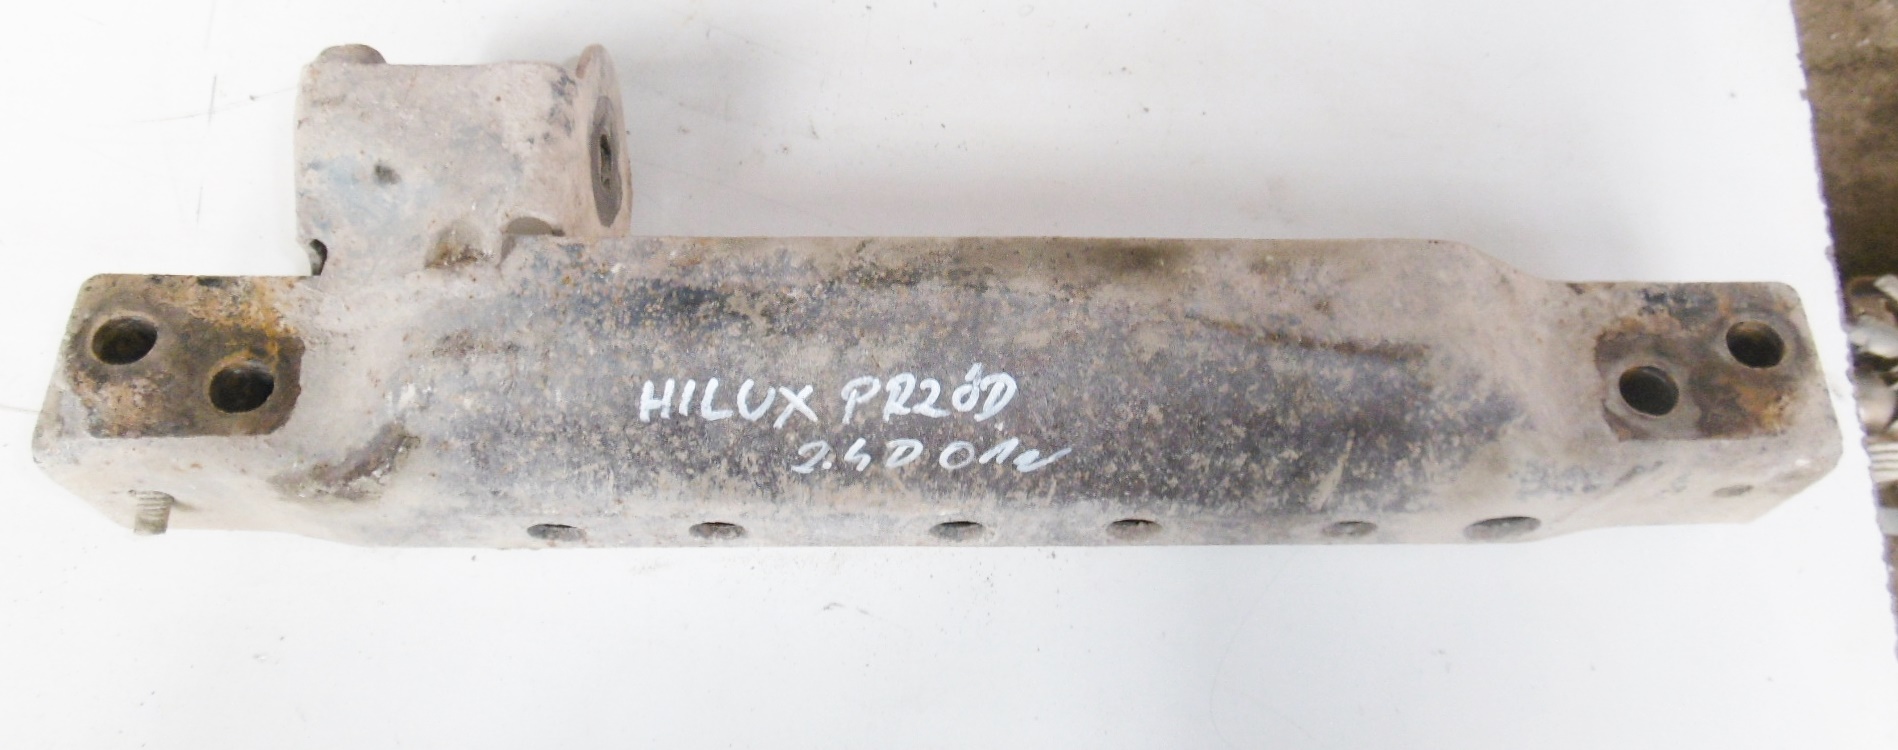 HILUX PRZÓD
2.4D 01r